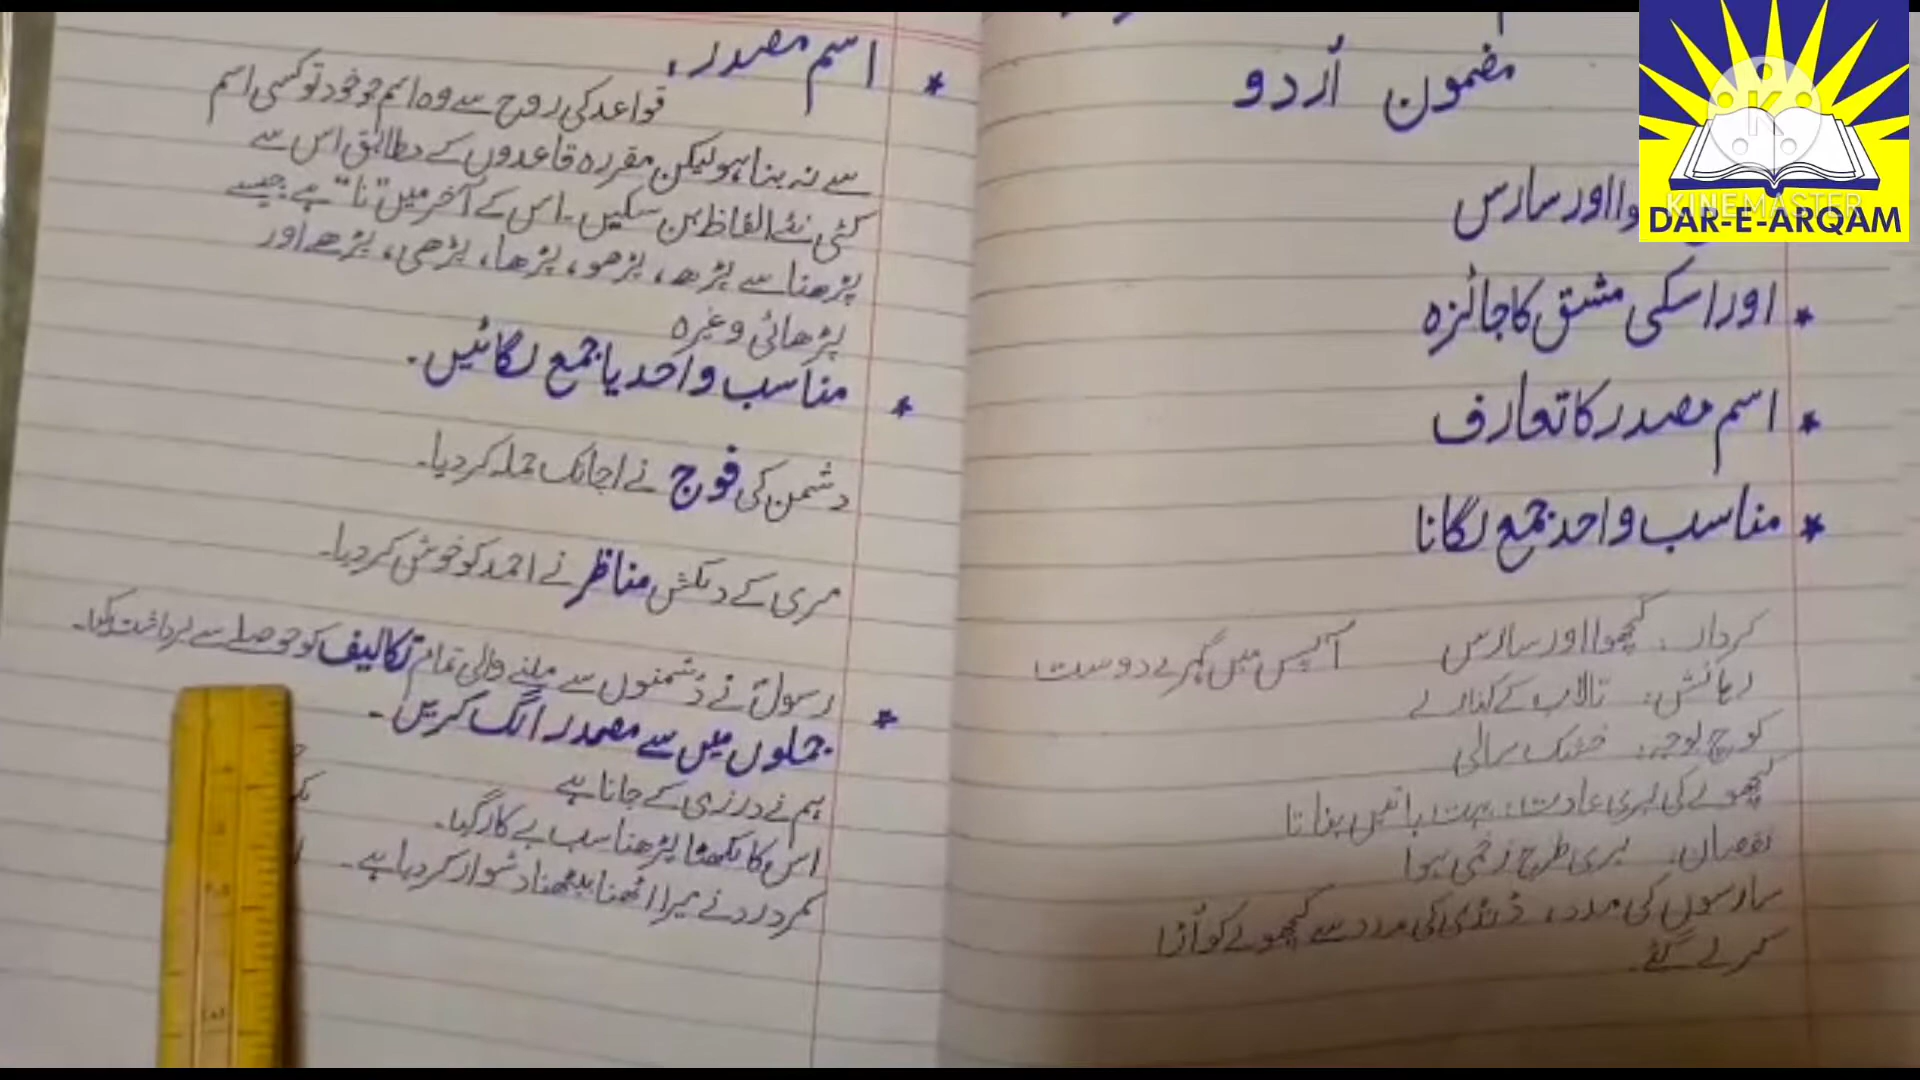 مضمون اُردو
اور سارس
* اور اسکی مشق کا جائزہ
* اسم مصدر کا تعارف
* مناسب واحد جمع لگانا
کردار: کچھوا اور سارس آپس میں گہرے دوست
رہائش: تالاب کے کنارے
کوچ وجہ: خشک سالی
کچھوے کی بری عادت: بہت باتیں بنانا
نقصان: بری طرح زخمی ہوا
سارسوں کی مدد: ڈنڈی کی مدد سے کچھوے کو اُڑا
کر لے گئے
* اسم مصدر:
قواعد کی روح سے وہ اسم جو خود تو کسی اسم
سے نہ بنا ہو لیکن مقررہ قاعدوں کے مطابق اس سے
کئی نئے الفاظ بن سکیں۔ اس کے آخر میں "نا" ہے جیسے
پڑھنا سے پڑھ، پڑھو، پڑھا، پڑھی، پڑھے اور
پڑھائی وغیرہ
* مناسب واحد یا جمع لگائیں۔
دشمن کی فوج نے اچانک حملہ کر دیا۔
مری کے دلکش مناظر نے احمد کو خوش کر دیا۔
رسولؐ نے دشمنوں سے ملنے والی تمام تکالیف کو حوصلے سے برداشت کیا۔
* جملوں میں سے مصدر الگ کریں۔
ہم نے درزی کے جانا ہے
اس کا لکھنا پڑھنا سب بے کار گیا۔
کمر درد نے میرا اٹھنا بیٹھنا دشوار کر دیا ہے۔
KINEMASTER
DAR-E-ARQAM